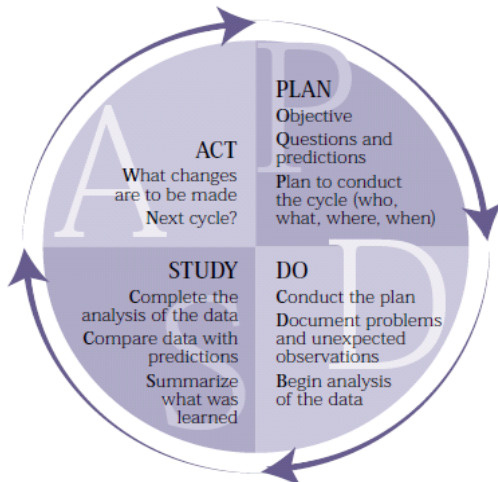 P
PLAN
Objective
Questions and
predictions
Plan to conduct
the cycle (who,
what, where, when)
D
DO
Conduct the plan
Document problems
and unexpected
observations
Begin analysis
of the data
S
STUDY
Complete the
analysis of the data
Compare data with
predictions
Summarize
what was
learned
A
ACT
What changes
are to be made
Next cycle?